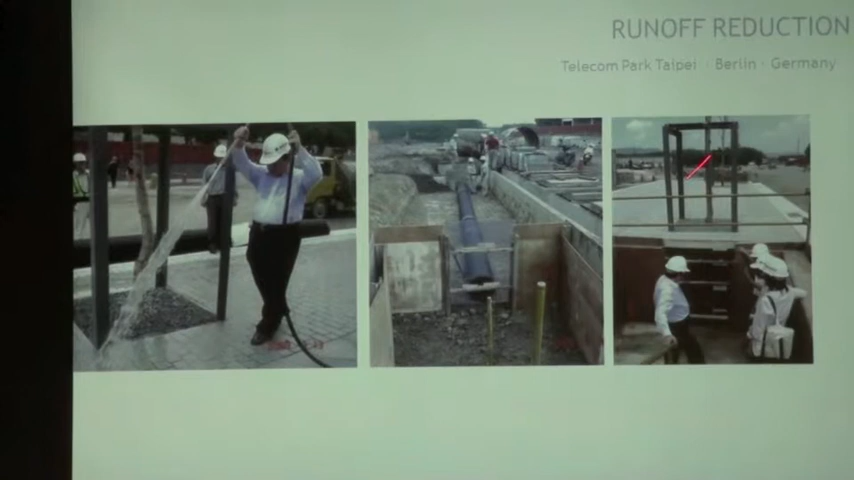 RUNOFF REDUCTION
Telecom Park Taipei · Berlin · Germany